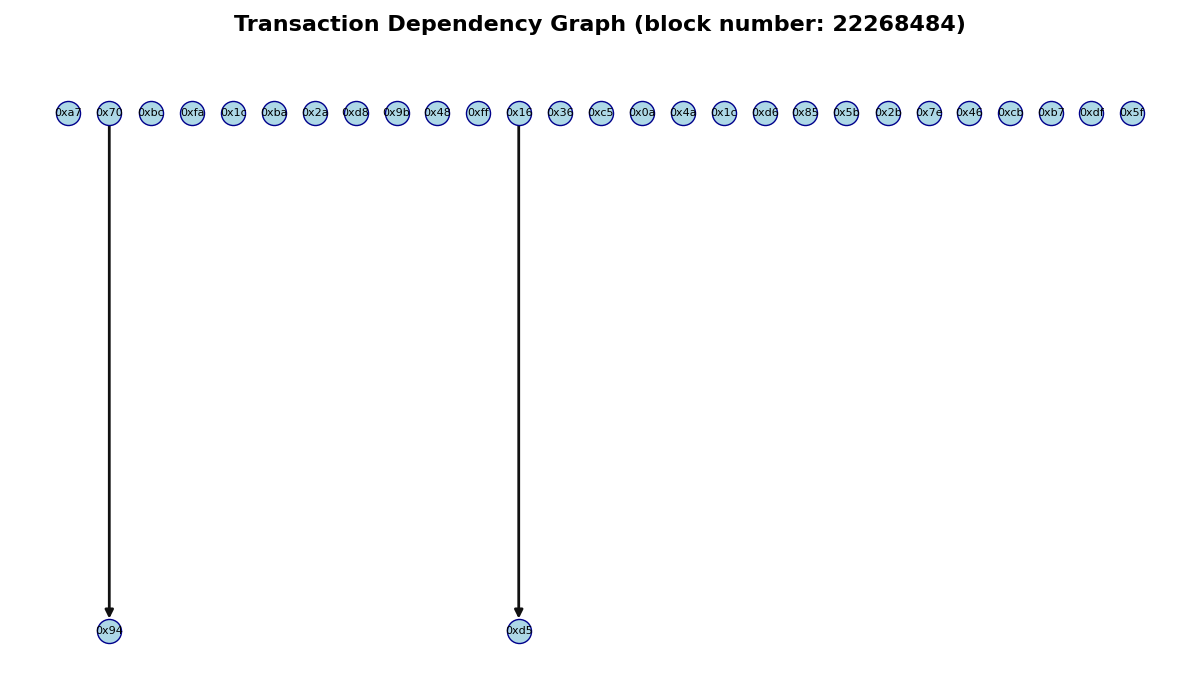 Transaction Dependency Graph (block number: 22268484)
0xa7 0x70 0xbc 0xfa 0x1c 0xba 0x2a 0xd8 0x9b 0x48 0xff 0x16 0x36 0xc5 0x0a 0x4a 0x1c 0xd6 0x85 0x5b 0x2b 0x7e 0x46 0xcb 0xb7 0xdf 0x5f
0x94 0xd5